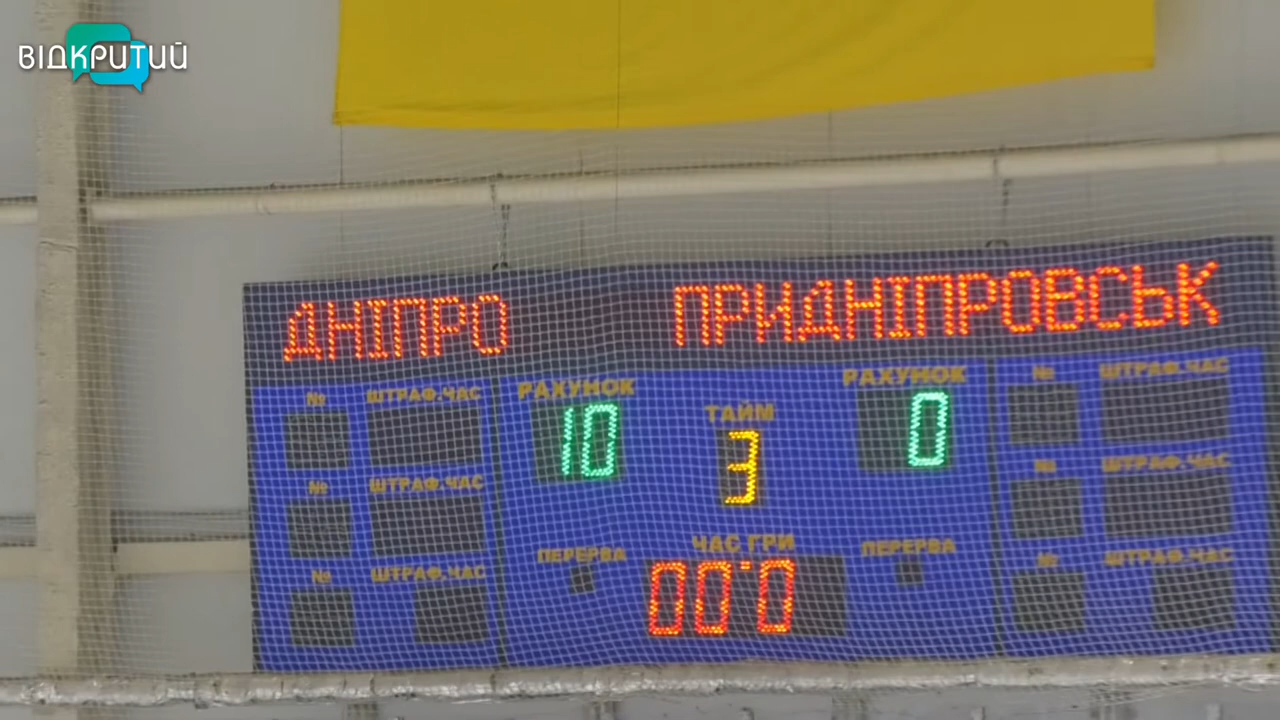 ВІДКРИТИЙ
ДНІПРО ПРИДНІПРОВСЬК
№ ШТРАФ.ЧАС РАХУНОК ТАЙМ РАХУНОК № ШТРАФ.ЧАС
10 3 0
№ ШТРАФ.ЧАС № ШТРАФ.ЧАС
ПЕРЕРВА ЧАС ГРИ ПЕРЕРВА
№ ШТРАФ.ЧАС 00:0 № ШТРАФ.ЧАС